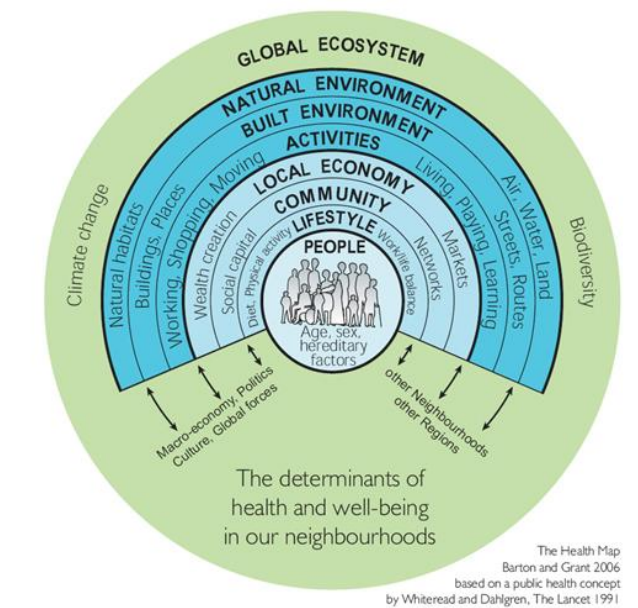 GLOBAL ECOSYSTEM
NATURAL ENVIRONMENT
BUILT ENVIRONMENT
ACTIVITIES
LOCAL ECONOMY
COMMUNITY
LIFESTYLE
PEOPLE
Age, sex,
hereditary
factors
Climate change
Natural habitats
Buildings, Places
Working, Shopping, Moving
Wealth creation
Social capital
Diet, Physical activity
Work/life balance
Networks
Markets
Living, Playing, Learning
Streets, Routes
Air, Water, Land
Biodiversity
Macro-economy, Politics
Culture, Global forces
other Neighbourhoods
other Regions
The determinants of
health and well-being
in our neighbourhoods
The Health Map
Barton and Grant 2006
based on a public health concept
by Whiteread and Dahlgren, The Lancet 1991